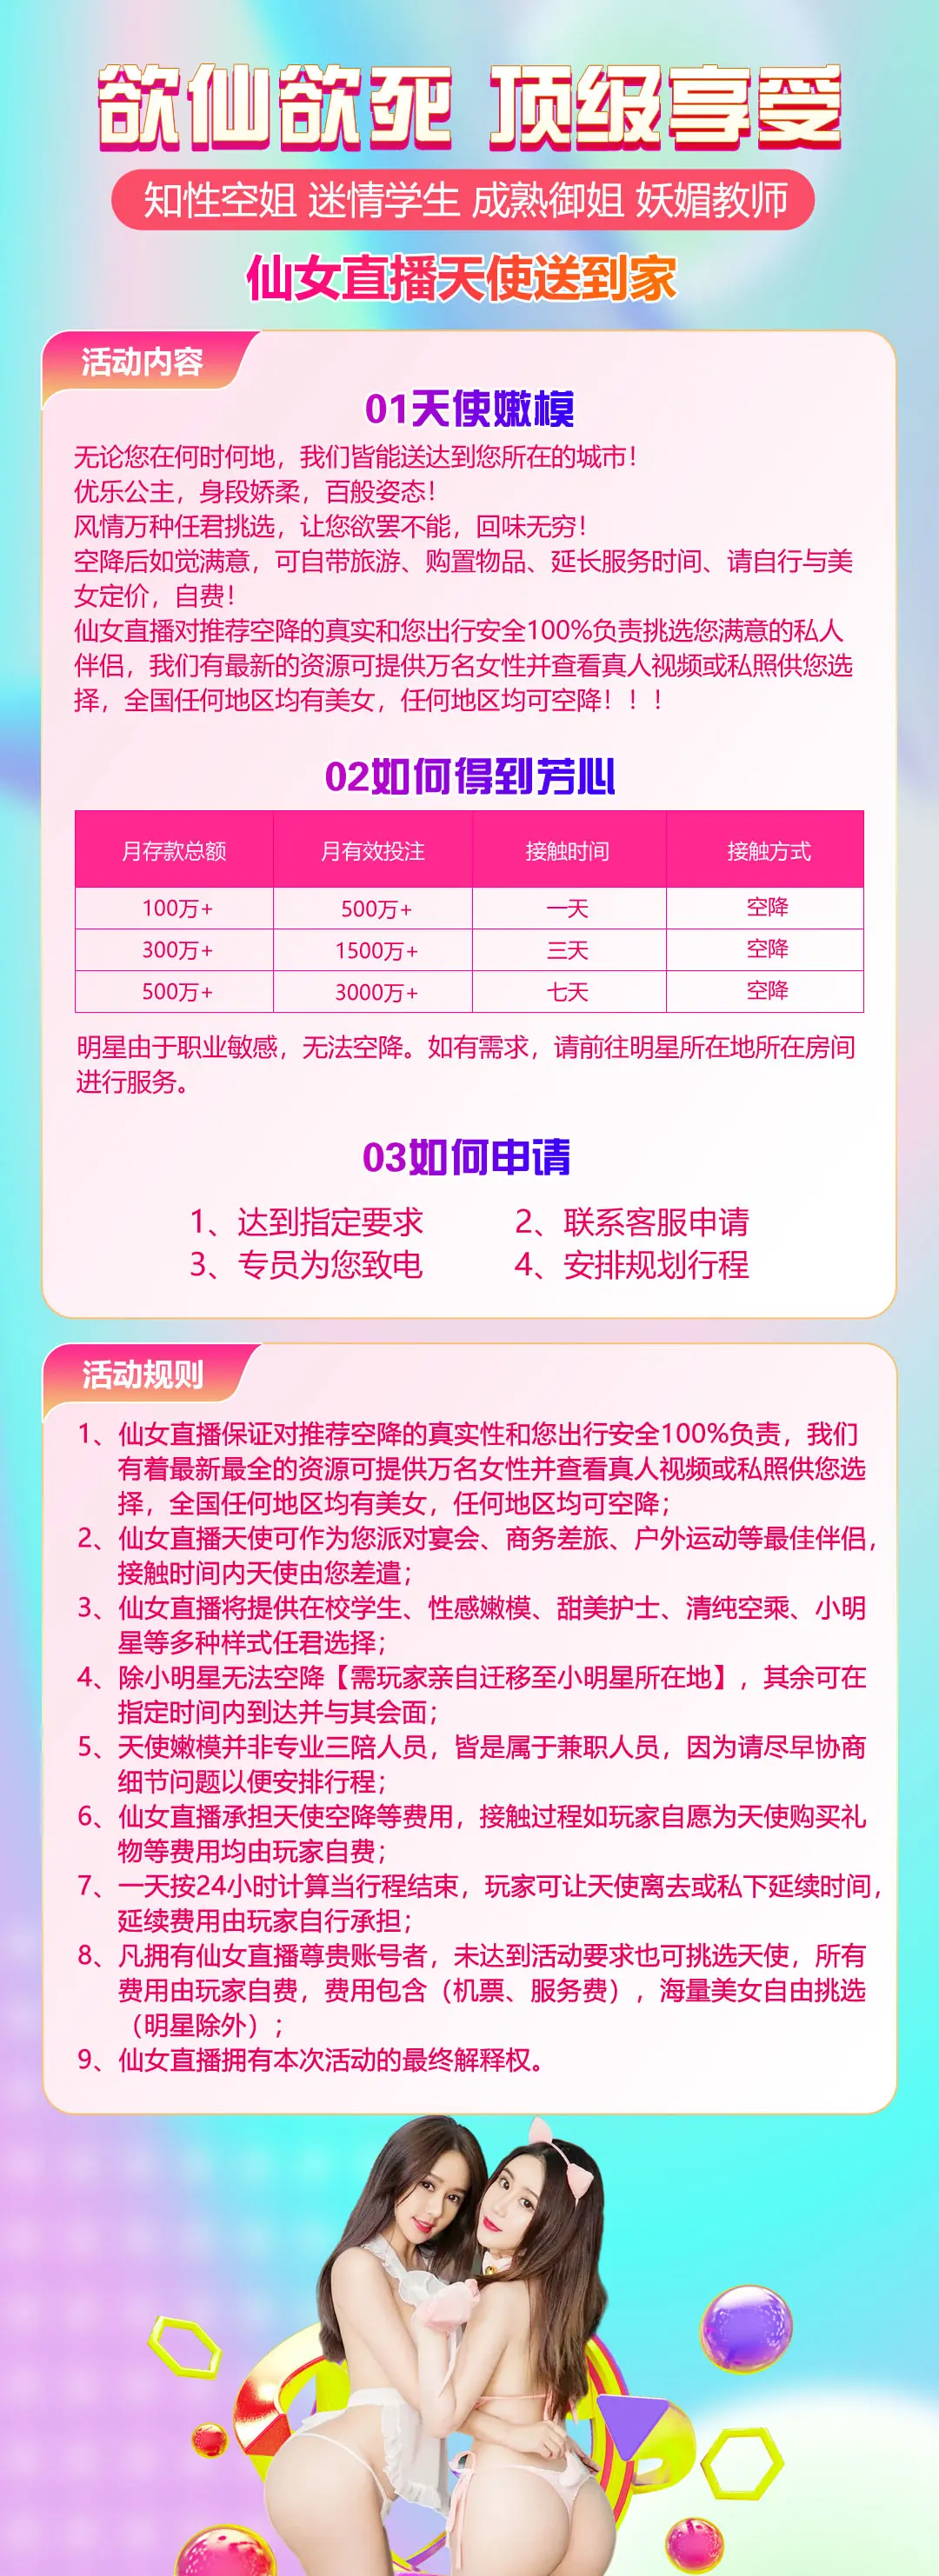 欲仙欲死 顶级享受
知性空姐 迷情学生 成熟御姐 妖媚教师
仙女直播天使送到家
活动内容
01天使嫩模
无论您在何时何地，我们皆能送达到您所在的城市！
优乐公主，身段娇柔，百般姿态！
风情万种任君挑选，让您欲罢不能，回味无穷！
空降后如觉满意，可自带旅游、购置物品、延长服务时间、请自行与美
女定价，自费！
仙女直播对推荐空降的真实和您出行安全100%负责挑选您满意的私人
伴侣，我们有最新的资源可提供万名女性并查看真人视频或私照供您选
择，全国任何地区均有美女，任何地区均可空降！！！
02如何得到芳心
月存款总额 月有效投注 接触时间 接触方式
100万+ 500万+ 一天 空降
300万+ 1500万+ 三天 空降
500万+ 3000万+ 七天 空降
明星由于职业敏感，无法空降。如有需求，请前往明星所在地所在房间
进行服务。
03如何申请
1、达到指定要求 2、联系客服申请
3、专员为您致电 4、安排规划行程
活动规则
1、仙女直播保证对推荐空降的真实性和您出行安全100%负责，我们
有着最新最全的资源可提供万名女性并查看真人视频或私照供您选
择，全国任何地区均有美女，任何地区均可空降；
2、仙女直播天使可作为您派对宴会、商务差旅、户外运动等最佳伴侣，
接触时间内天使由您差遣；
3、仙女直播将提供在校学生、性感嫩模、甜美护士、清纯空乘、小明
星等多种样式任君选择；
4、除小明星无法空降【需玩家亲自迁移至小明星所在地】，其余可在
指定时间内到达并与其会面；
5、天使嫩模并非专业三陪人员，皆是属于兼职人员，因为请尽早协商
细节问题以便安排行程；
6、仙女直播承担天使空降等费用，接触过程如玩家自愿为天使购买礼
物等费用均由玩家自费；
7、一天按24小时计算当行程结束，玩家可让天使离去或私下延续时间，
延续费用由玩家自行承担；
8、凡拥有仙女直播尊贵账号者，未达到活动要求也可挑选天使，所有
费用由玩家自费，费用包含（机票、服务费），海量美女自由挑选
（明星除外）；
9、仙女直播拥有本次活动的最终解释权。